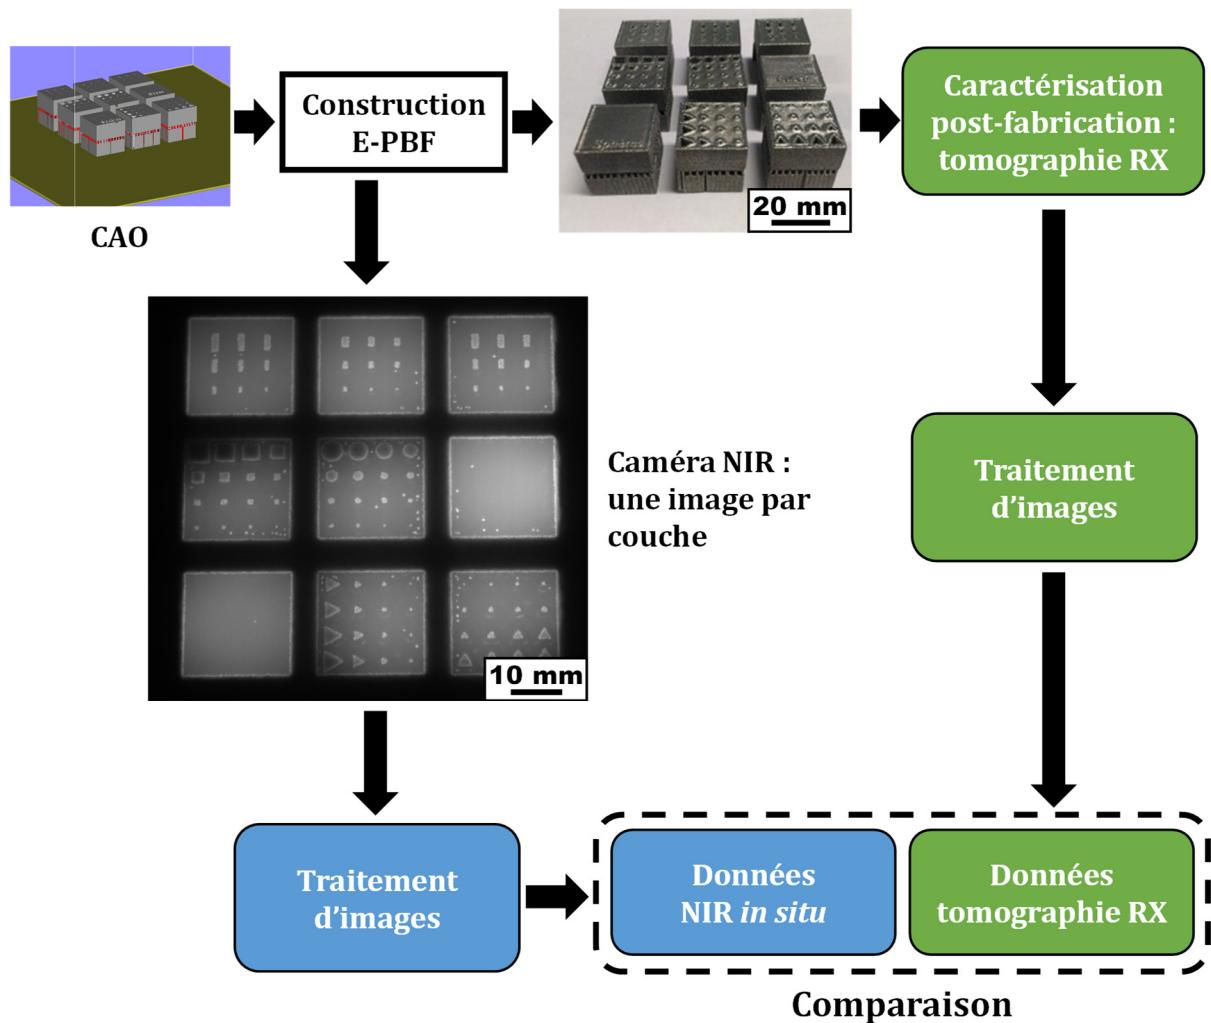 CAO
Construction
E-PBF
Sphères
20 mm
Caractérisation
post-fabrication :
tomographie RX
Caméra NIR :
une image par
couche
10 mm
Traitement
d'images
Traitement
d'images
Données
NIR in situ
Données
tomographie RX
Comparaison